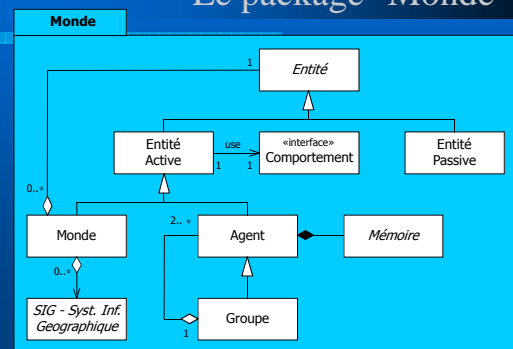 Le package "Monde"
Monde
1
Entité
Entité
Active
use
1
1
«interface»
Comportement
Entité
Passive
0..*
Monde
2.. *
Agent
Mémoire
0..*
SIG - Syst. Inf.
Geographique
Groupe
1